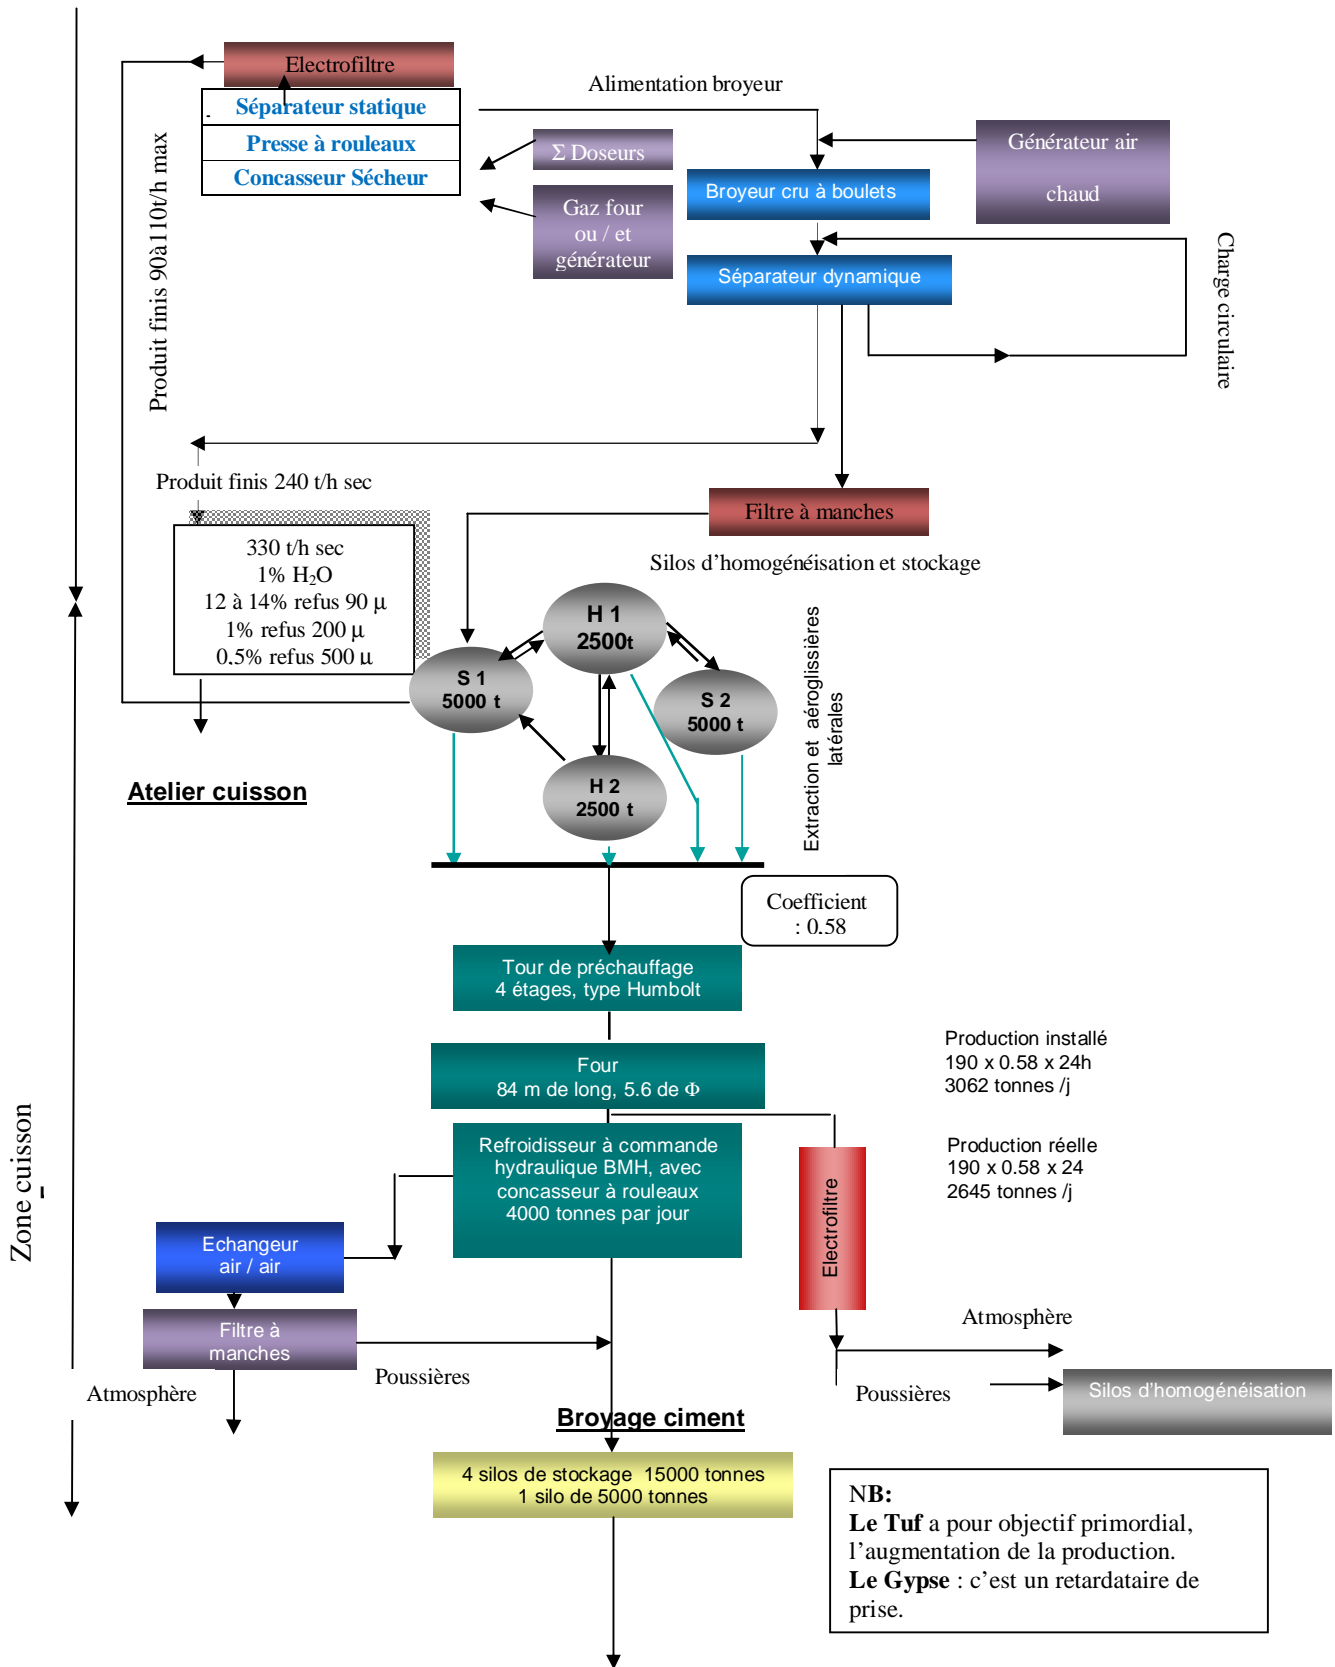 Electrofiltre
Séparateur statique
Presse à rouleaux
Concasseur Sécheur
Alimentation broyeur
Σ Doseurs
Gaz four
ou / et
générateur
Générateur air
chaud
Broyeur cru à boulets
Séparateur dynamique
Charge circulaire
Produit finis 90à110t/h max
Produit finis 240 t/h sec
330 t/h sec
1% H₂O
12 à 14% refus 90 µ
1% refus 200 µ
0.5% refus 500 µ
Filtre à manches
Silos d’homogénéisation et stockage
H 1
2500t
S 1
5000 t
S 2
5000 t
H 2
2500 t
Extraction et aéroglissières
latérales
Atelier cuisson
Coefficient
: 0.58
Tour de préchauffage
4 étages, type Humbolt
Four
84 m de long, 5.6 de Φ
Production installé
190 x 0.58 x 24h
3062 tonnes /j
Refroidisseur à commande
hydraulique BMH, avec
concasseur à rouleaux
4000 tonnes par jour
Production réelle
190 x 0.58 x 24
2645 tonnes /j
Electrofiltre
Zone cuisson
Echangeur
air / air
Filtre à
manches
Atmosphère
Poussières
Atmosphère
Poussières
Silos d’homogénéisation
Broyage ciment
4 silos de stockage 15000 tonnes
1 silo de 5000 tonnes
NB:
Le Tuf a pour objectif primordial,
l’augmentation de la production.
Le Gypse : c’est un retardataire de
prise.